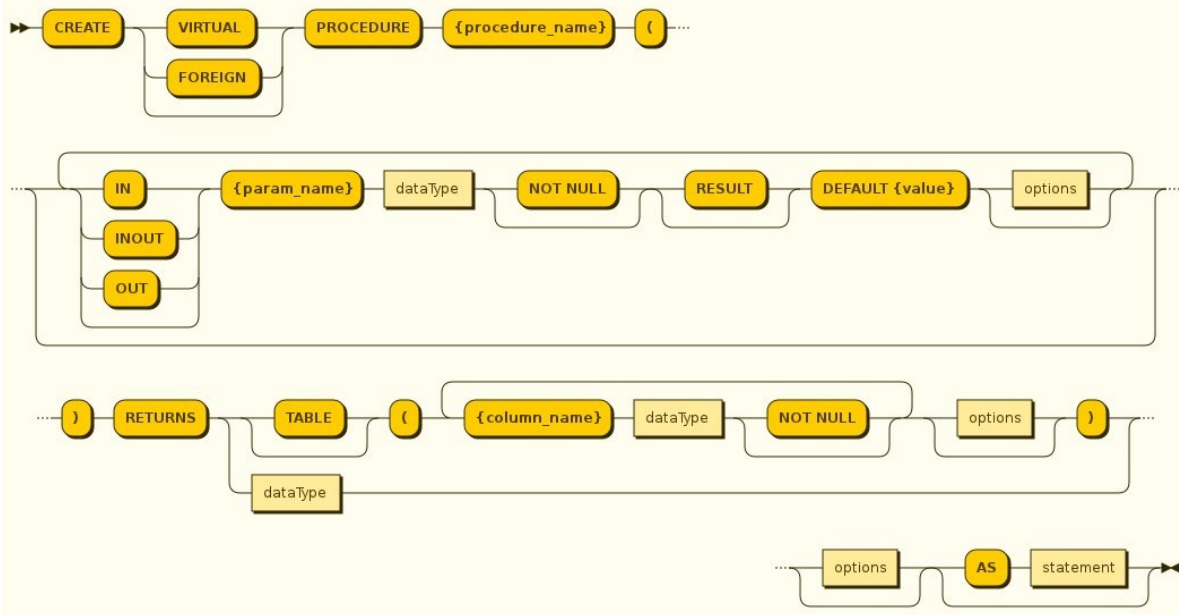 CREATE VIRTUAL PROCEDURE {procedure_name} (
FOREIGN
IN {param_name} dataType NOT NULL RESULT DEFAULT {value} options
INOUT
OUT
) RETURNS TABLE ( {column_name} dataType NOT NULL options )
dataType
options AS statement